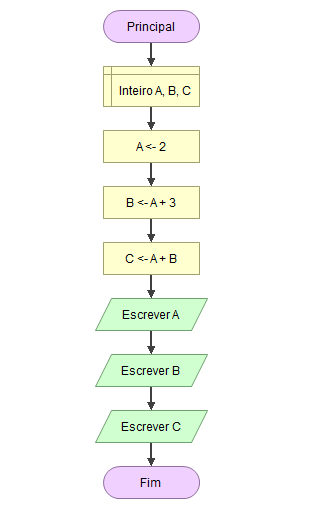 Principal
Inteiro A, B, C
A <- 2
B <- A + 3
C <- A + B
Escrever A
Escrever B
Escrever C
Fim